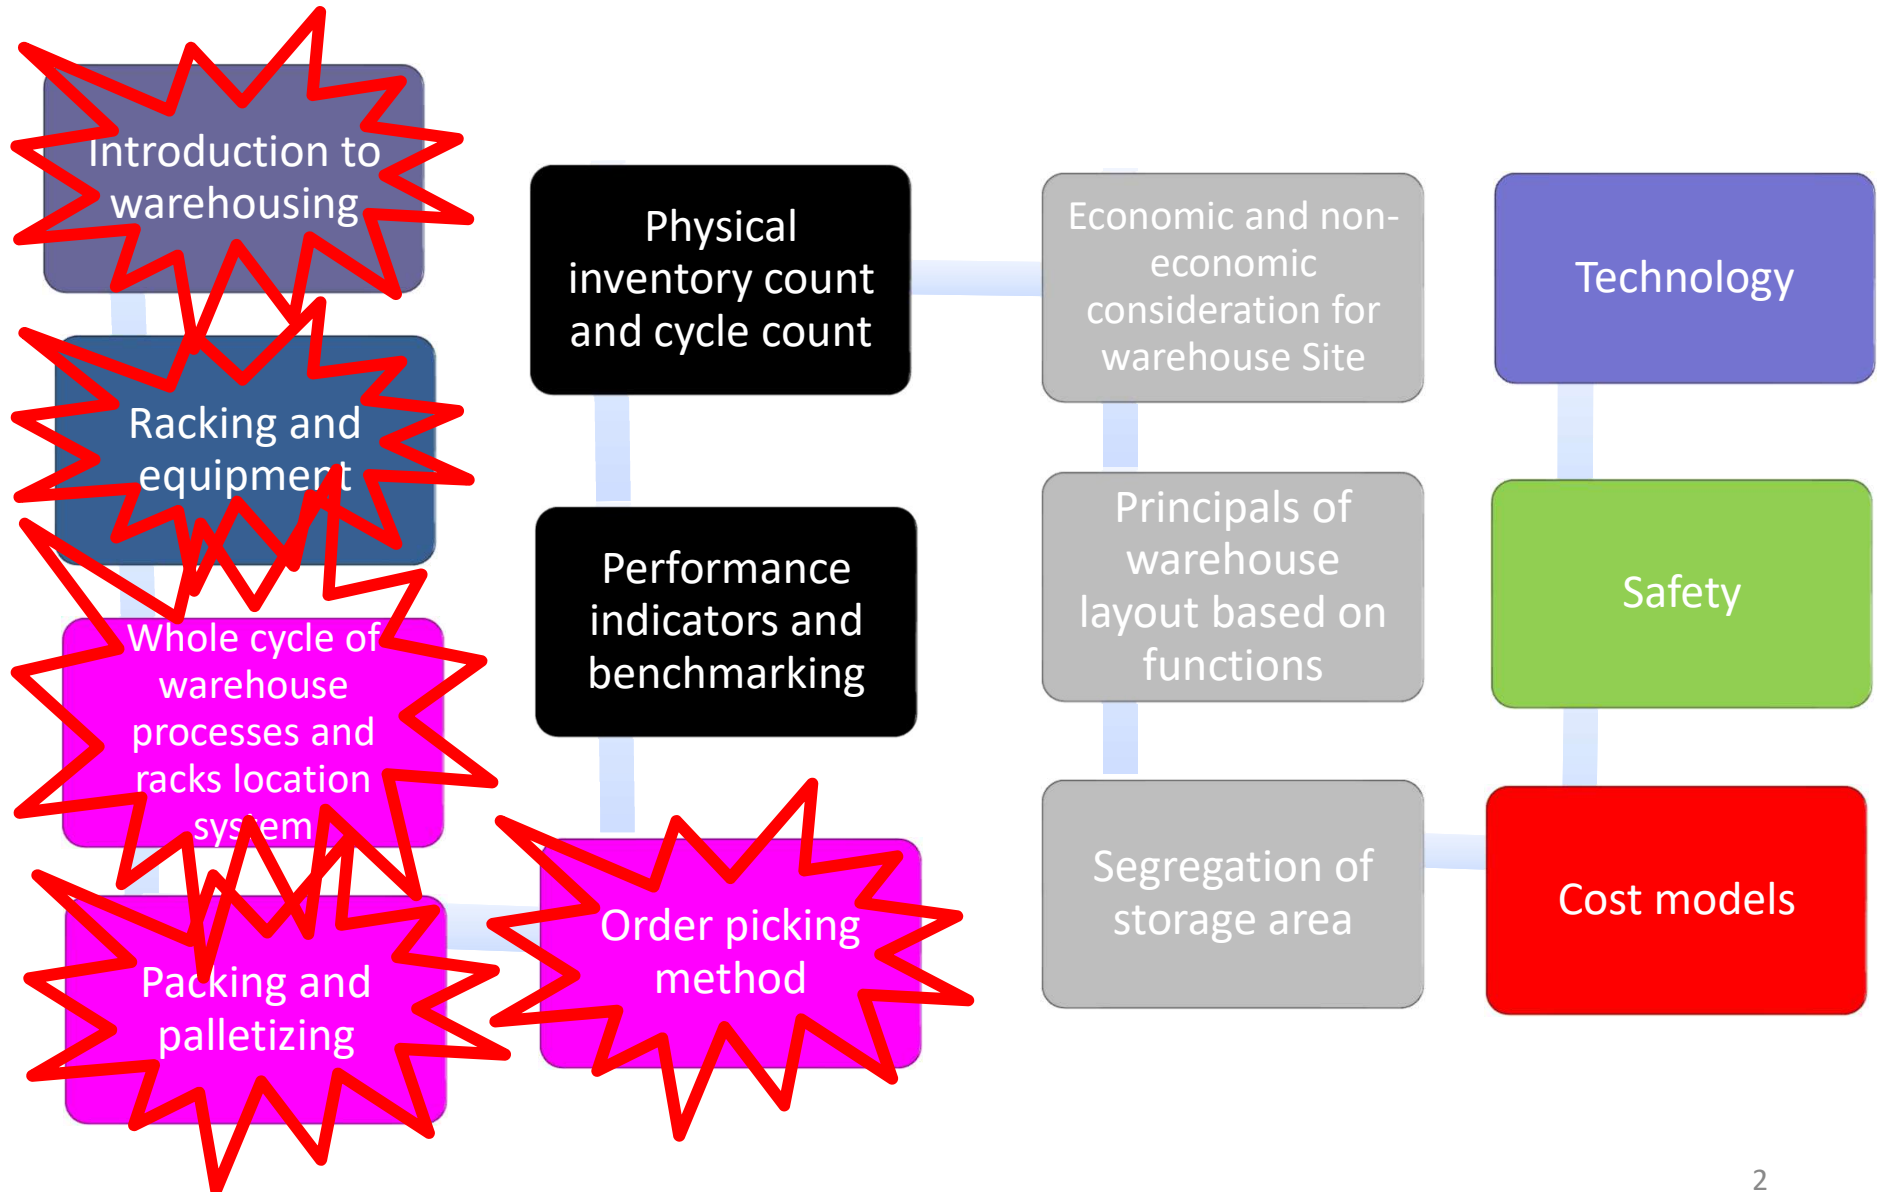 Introduction to
warehousing
Racking and
equipment
Whole cycle of
warehouse
processes and
racks location
system
Packing and
palletizing
Order picking
method
Performance
indicators and
benchmarking
Physical
inventory count
and cycle count
Economic and non-
economic
consideration for
warehouse Site
Principals of
warehouse
layout based on
functions
Segregation of
storage area
Cost models
Safety
Technology
2